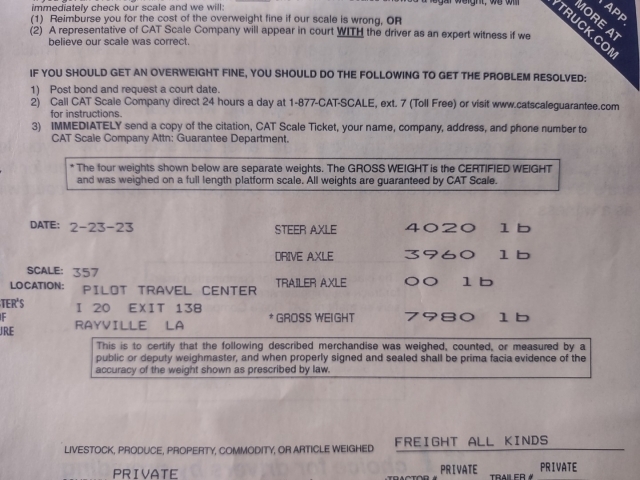 immediately check our scale and we will:
(1) Reimburse you for the cost of the overweight fine if our scale is wrong, OR
(2) A representative of CAT Scale Company will appear in court WITH the driver as an expert witness if we
believe our scale was correct.
APP.
MORE AT
YTRUCK.COM
IF YOU SHOULD GET AN OVERWEIGHT FINE, YOU SHOULD DO THE FOLLOWING TO GET THE PROBLEM RESOLVED:
1) Post bond and request a court date.
2) Call CAT Scale Company direct 24 hours a day at 1-877-CAT-SCALE, ext. 7 (Toll Free) or visit www.catscaleguarantee.com
for instructions.
3) IMMEDIATELY send a copy of the citation, CAT Scale Ticket, your name, company, address, and phone number to
CAT Scale Company Attn: Guarantee Department.
*The four weights shown below are separate weights. The GROSS WEIGHT is the CERTIFIED WEIGHT
and was weighed on a full length platform scale. All weights are guaranteed by CAT Scale.
DATE: 2-23-23
STEER AXLE 4020 lb
DRIVE AXLE 3960 lb
SCALE: 357
TRAILER AXLE 00 lb
LOCATION: PILOT TRAVEL CENTER
I 20 EXIT 138
*GROSS WEIGHT 7980 lb
RAYVILLE LA
TER'S
F
URE
This is to certify that the following described merchandise was weighed, counted, or measured by a
public or deputy weighmaster, and when properly signed and sealed shall be prima facia evidence of the
accuracy of the weight shown as prescribed by law.
LIVESTOCK, PRODUCE, PROPERTY, COMMODITY, OR ARTICLE WEIGHED FREIGHT ALL KINDS
PRIVATE
TRACTOR # PRIVATE TRAILER # PRIVATE